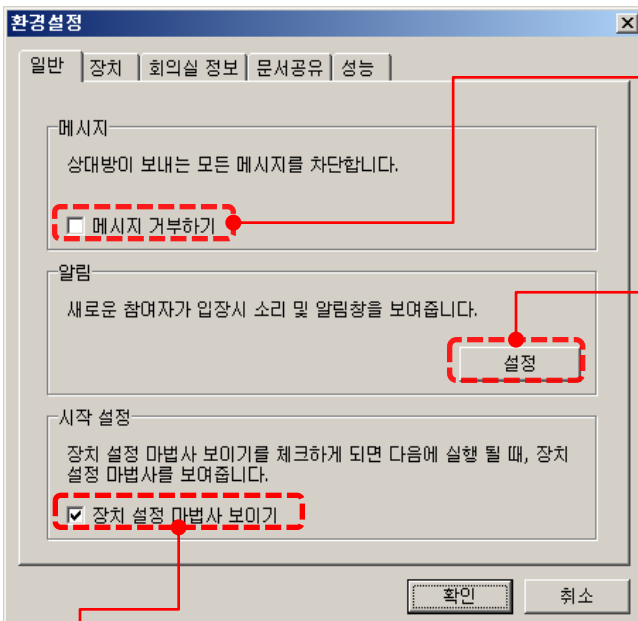 환경설정
일반 장치 회의실 정보 문서공유 성능
메시지
상대방이 보내는 모든 메시지를 차단합니다.
메시지 거부하기
알림
새로운 참여자가 입장시 소리 및 알림창을 보여줍니다.
설정
시작 설정
장치 설정 마법사 보이기를 체크하게 되면 다음에 실행 될 때, 장치
설정 마법사를 보여줍니다.
장치 설정 마법사 보이기
확인 취소